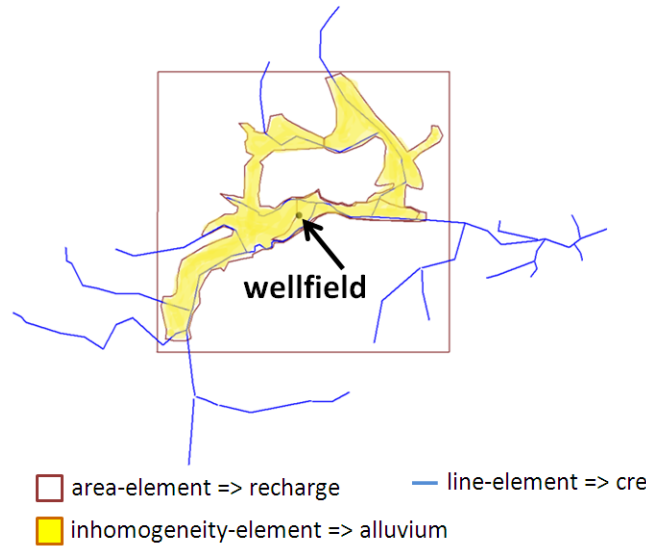 wellfield
area-element => recharge
line-element => cre
inhomogeneity-element => alluvium